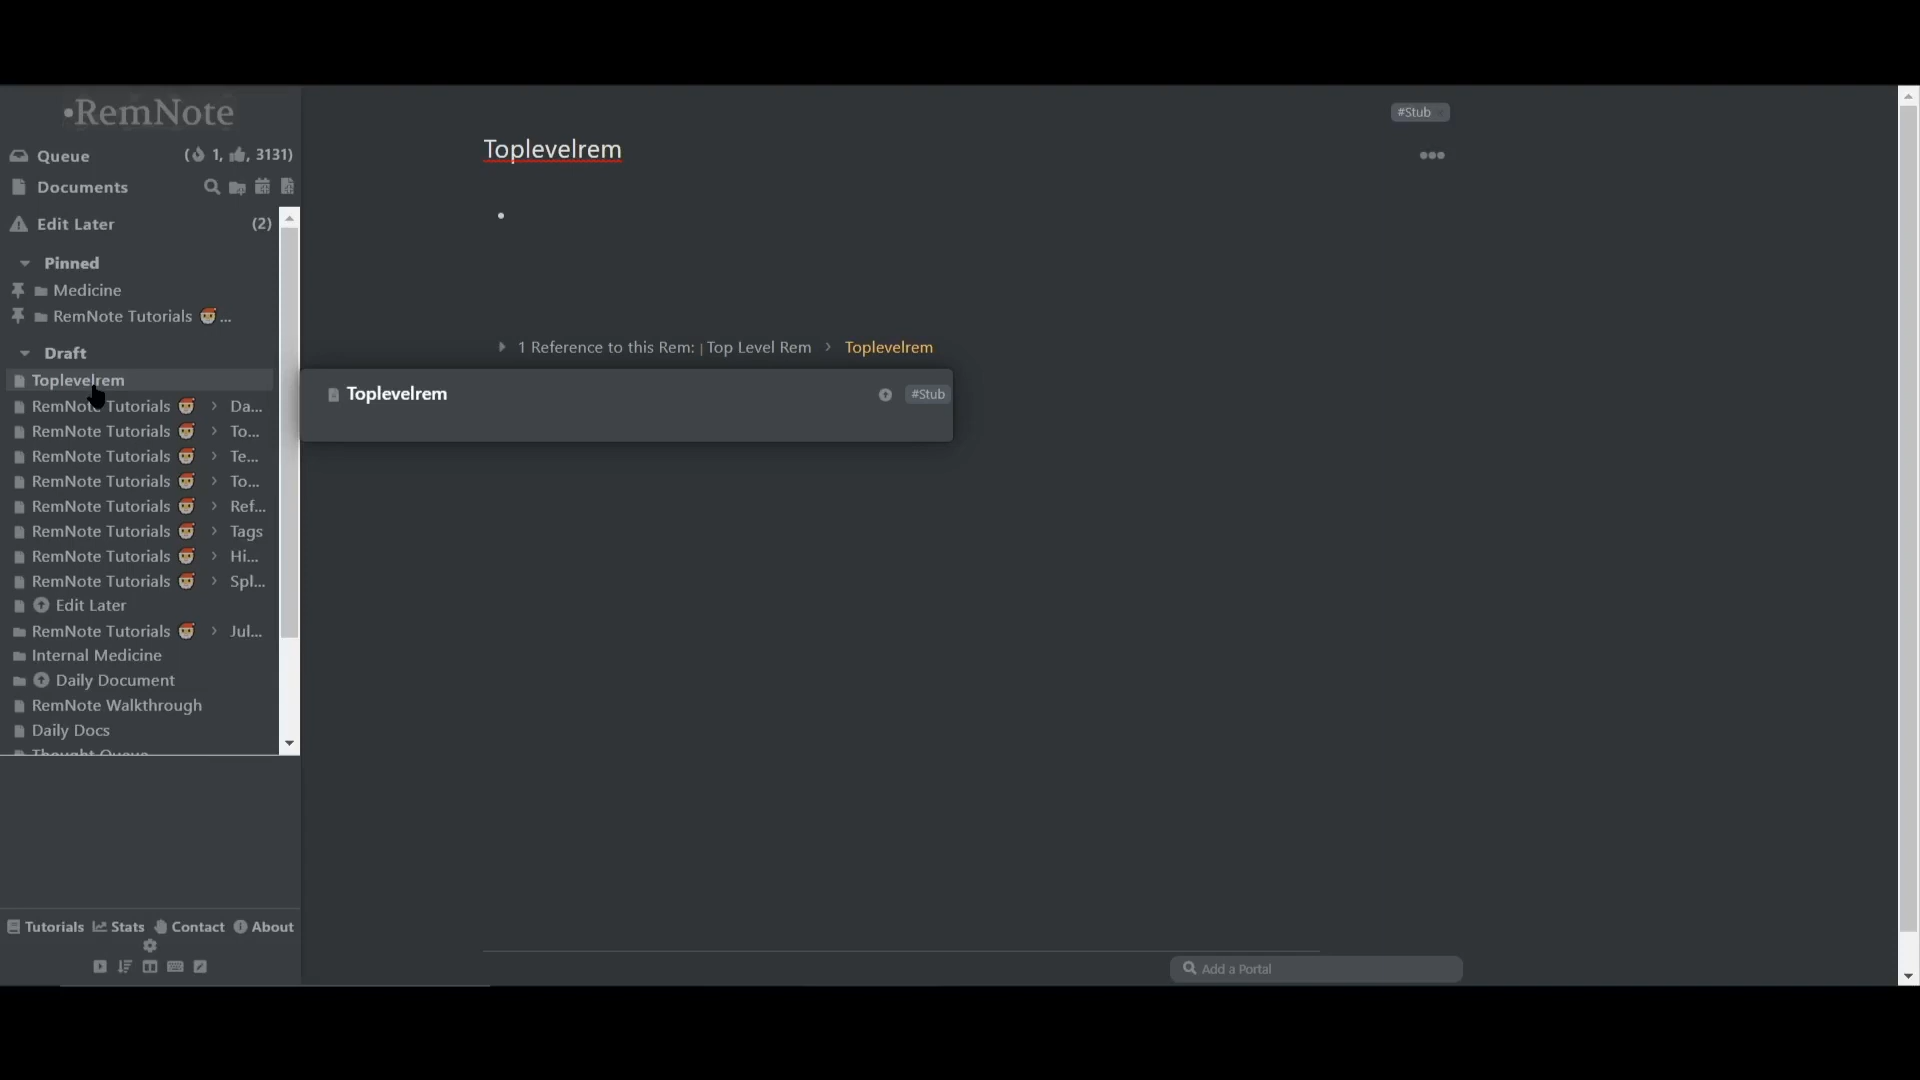 •RemNote
Queue (1, , 3131)
Documents
Edit Later (2)
Pinned
Medicine
RemNote Tutorials ...
Draft
Toplevelrem
RemNote Tutorials > Da...
RemNote Tutorials > To...
RemNote Tutorials > Te...
RemNote Tutorials > To...
RemNote Tutorials > Ref...
RemNote Tutorials > Tags
RemNote Tutorials > Hi...
RemNote Tutorials > Spl...
Edit Later
RemNote Tutorials > Jul...
Internal Medicine
Daily Document
RemNote Walkthrough
Daily Docs
Thought Queue
Tutorials Stats Contact About
#Stub
Toplevelrem
1 Reference to this Rem: | Top Level Rem > Toplevelrem
Toplevelrem #Stub
Add a Portal